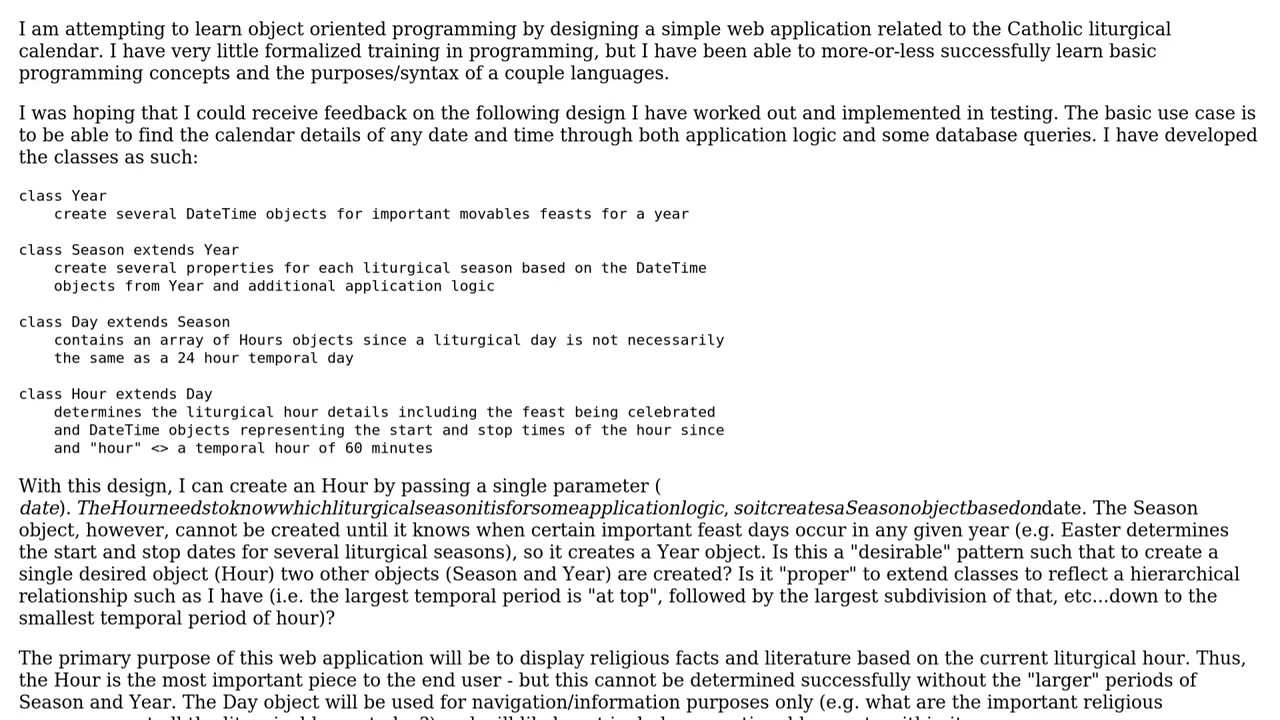 I am attempting to learn object oriented programming by designing a simple web application related to the Catholic liturgical
calendar. I have very little formalized training in programming, but I have been able to more-or-less successfully learn basic
programming concepts and the purposes/syntax of a couple languages.
I was hoping that I could receive feedback on the following design I have worked out and implemented in testing. The basic use case is
to be able to find the calendar details of any date and time through both application logic and some database queries. I have developed
the classes as such:
class Year
    create several DateTime objects for important movables feasts for a year
class Season extends Year
    create several properties for each liturgical season based on the DateTime
    objects from Year and additional application logic
class Day extends Season
    contains an array of Hours objects since a liturgical day is not necessarily
    the same as a 24 hour temporal day
class Hour extends Day
    determines the liturgical hour details including the feast being celebrated
    and DateTime objects representing the start and stop times of the hour since
    and "hour" <> a temporal hour of 60 minutes
With this design, I can create an Hour by passing a single parameter (
date). TheHourneedstoknowwhichliturgicalseasonitisforsomeapplicationlogic, soitcreatesaSeasonobjectbasedondate. The Season
object, however, cannot be created until it knows when certain important feast days occur in any given year (e.g. Easter determines
the start and stop dates for several liturgical seasons), so it creates a Year object. Is this a "desirable" pattern such that to create a
single desired object (Hour) two other objects (Season and Year) are created? Is it "proper" to extend classes to reflect a hierarchical
relationship such as I have (i.e. the largest temporal period is "at top", followed by the largest subdivision of that, etc...down to the
smallest temporal period of hour)?
The primary purpose of this web application will be to display religious facts and literature based on the current liturgical hour. Thus,
the Hour is the most important piece to the end user - but this cannot be determined successfully without the "larger" periods of
Season and Year. The Day object will be used for navigation/information purposes only (e.g. what are the important religious